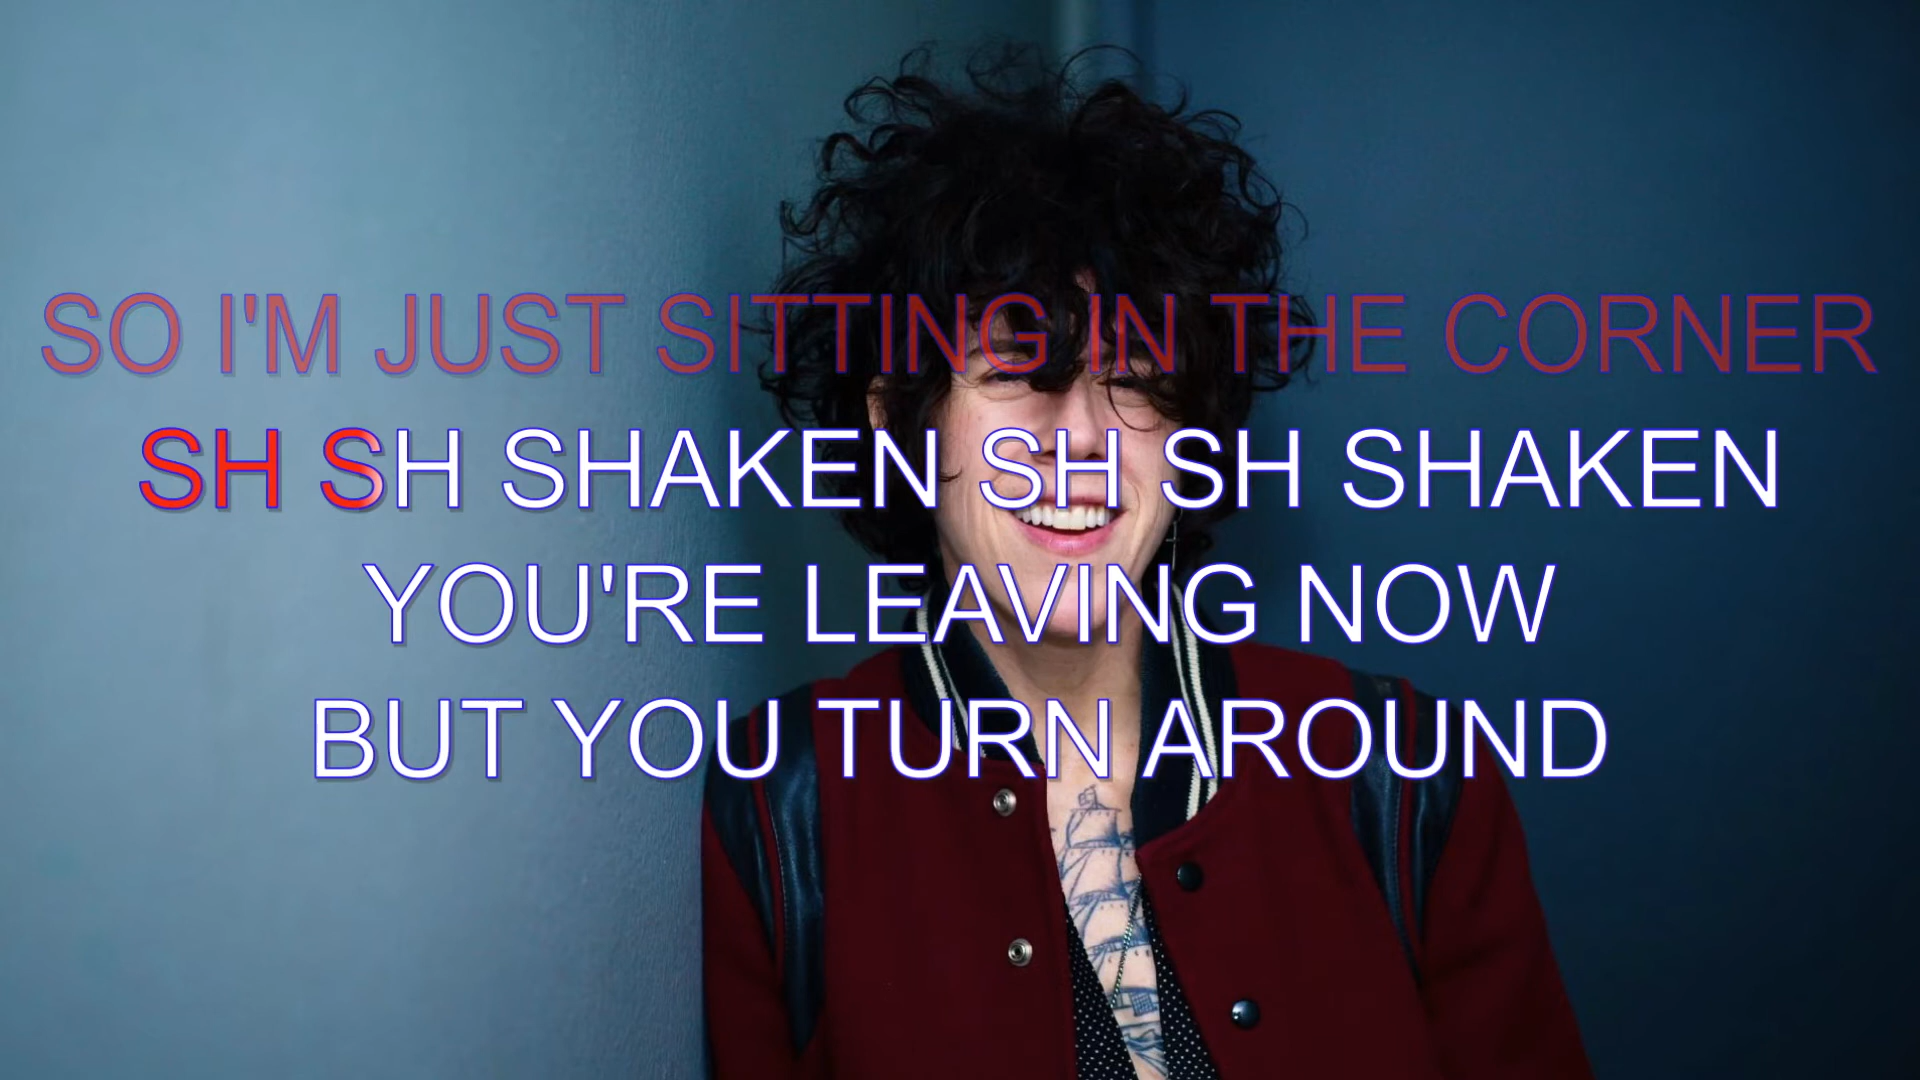 SO I'M JUST SITTING IN THE CORNER
SH SH SHAKEN SH SH SHAKEN
YOU'RE LEAVING NOW
BUT YOU TURN AROUND